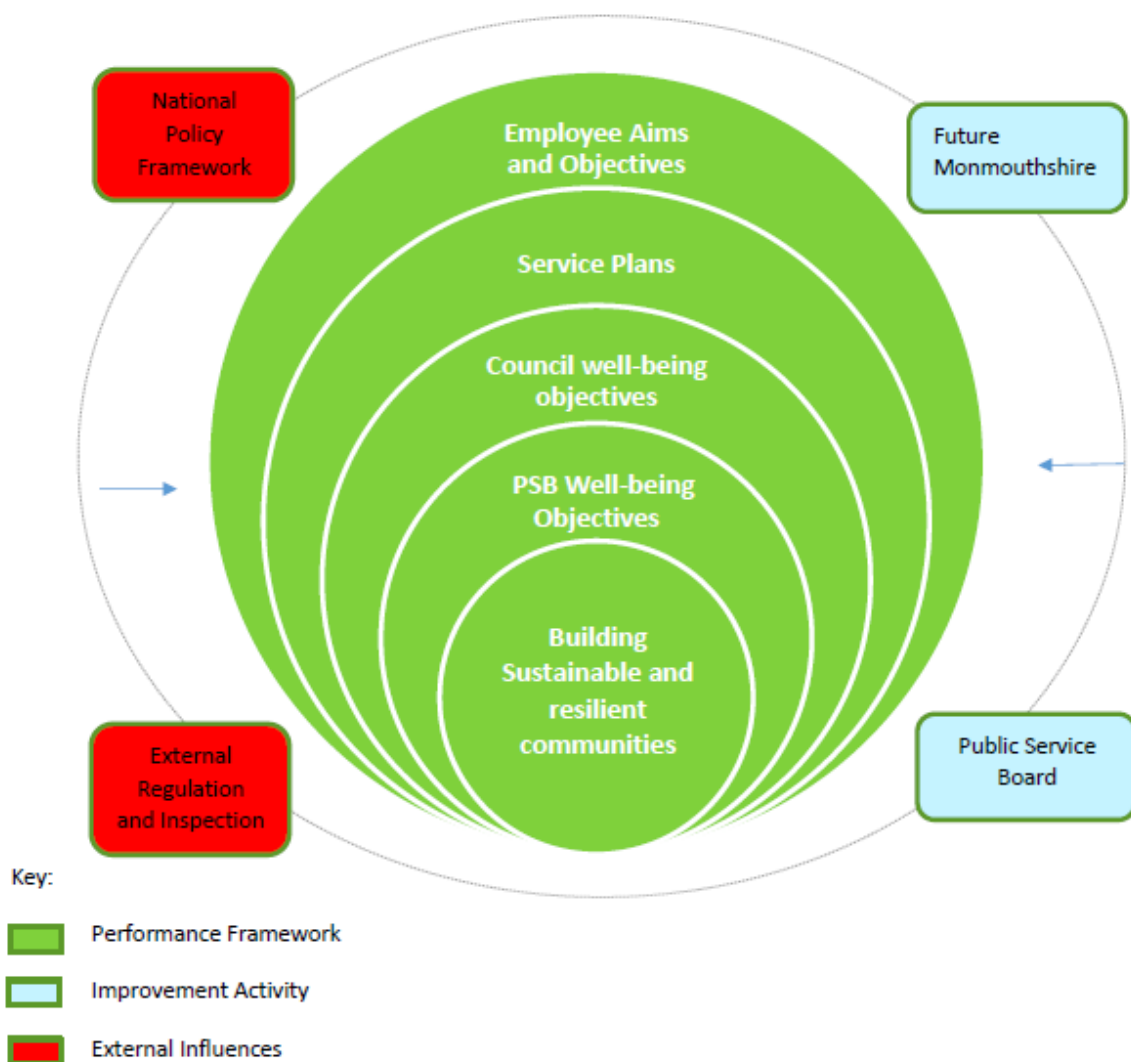 National
Policy
Framework
Future
Monmouthshire
Employee Aims
and Objectives
Service Plans
Council well-being
objectives
PSB Well-being
Objectives
Building
Sustainable and
resilient
communities
External
Regulation
and Inspection
Public Service
Board
Key:
Performance Framework
Improvement Activity
External Influences